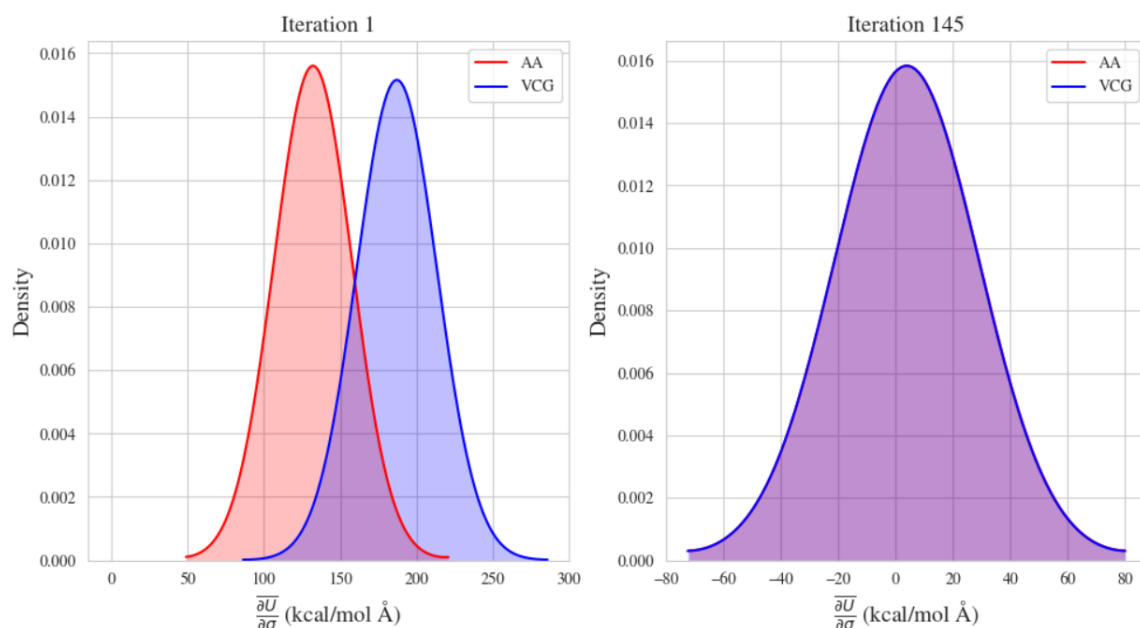 Iteration 1
AA
VCG
0.016
0.014
0.012
0.010
0.008
0.006
0.004
0.002
0.000
Density
0 50 100 150 200 250 300
∂U/∂σ (kcal/mol Å)
Iteration 145
AA
VCG
0.016
0.014
0.012
0.010
0.008
0.006
0.004
0.002
0.000
Density
−80 −60 −40 −20 0 20 40 60 80
∂U/∂σ (kcal/mol Å)